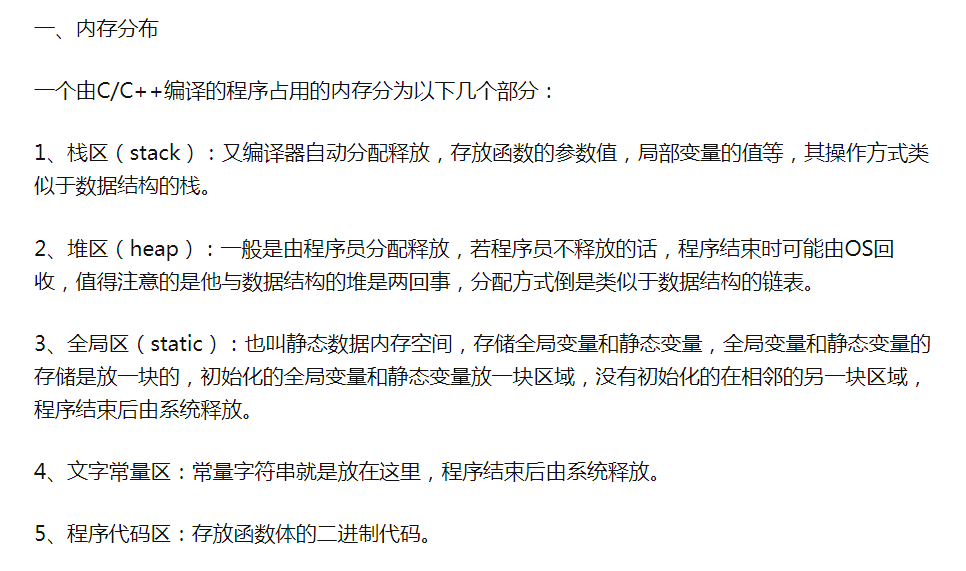 一、内存分布
一个由C/C++编译的程序占用的内存分为以下几个部分：
1、栈区（stack）：又编译器自动分配释放，存放函数的参数值，局部变量的值等，其操作方式类
似于数据结构的栈。
2、堆区（heap）：一般是由程序员分配释放，若程序员不释放的话，程序结束时可能由OS回
收，值得注意的是他与数据结构的堆是两回事，分配方式倒是类似于数据结构的链表。
3、全局区（static）：也叫静态数据内存空间，存储全局变量和静态变量，全局变量和静态变量的
存储是放一块的，初始化的全局变量和静态变量放一块区域，没有初始化的在相邻的另一块区域，
程序结束后由系统释放。
4、文字常量区：常量字符串就是放在这里，程序结束后由系统释放。
5、程序代码区：存放函数体的二进制代码。